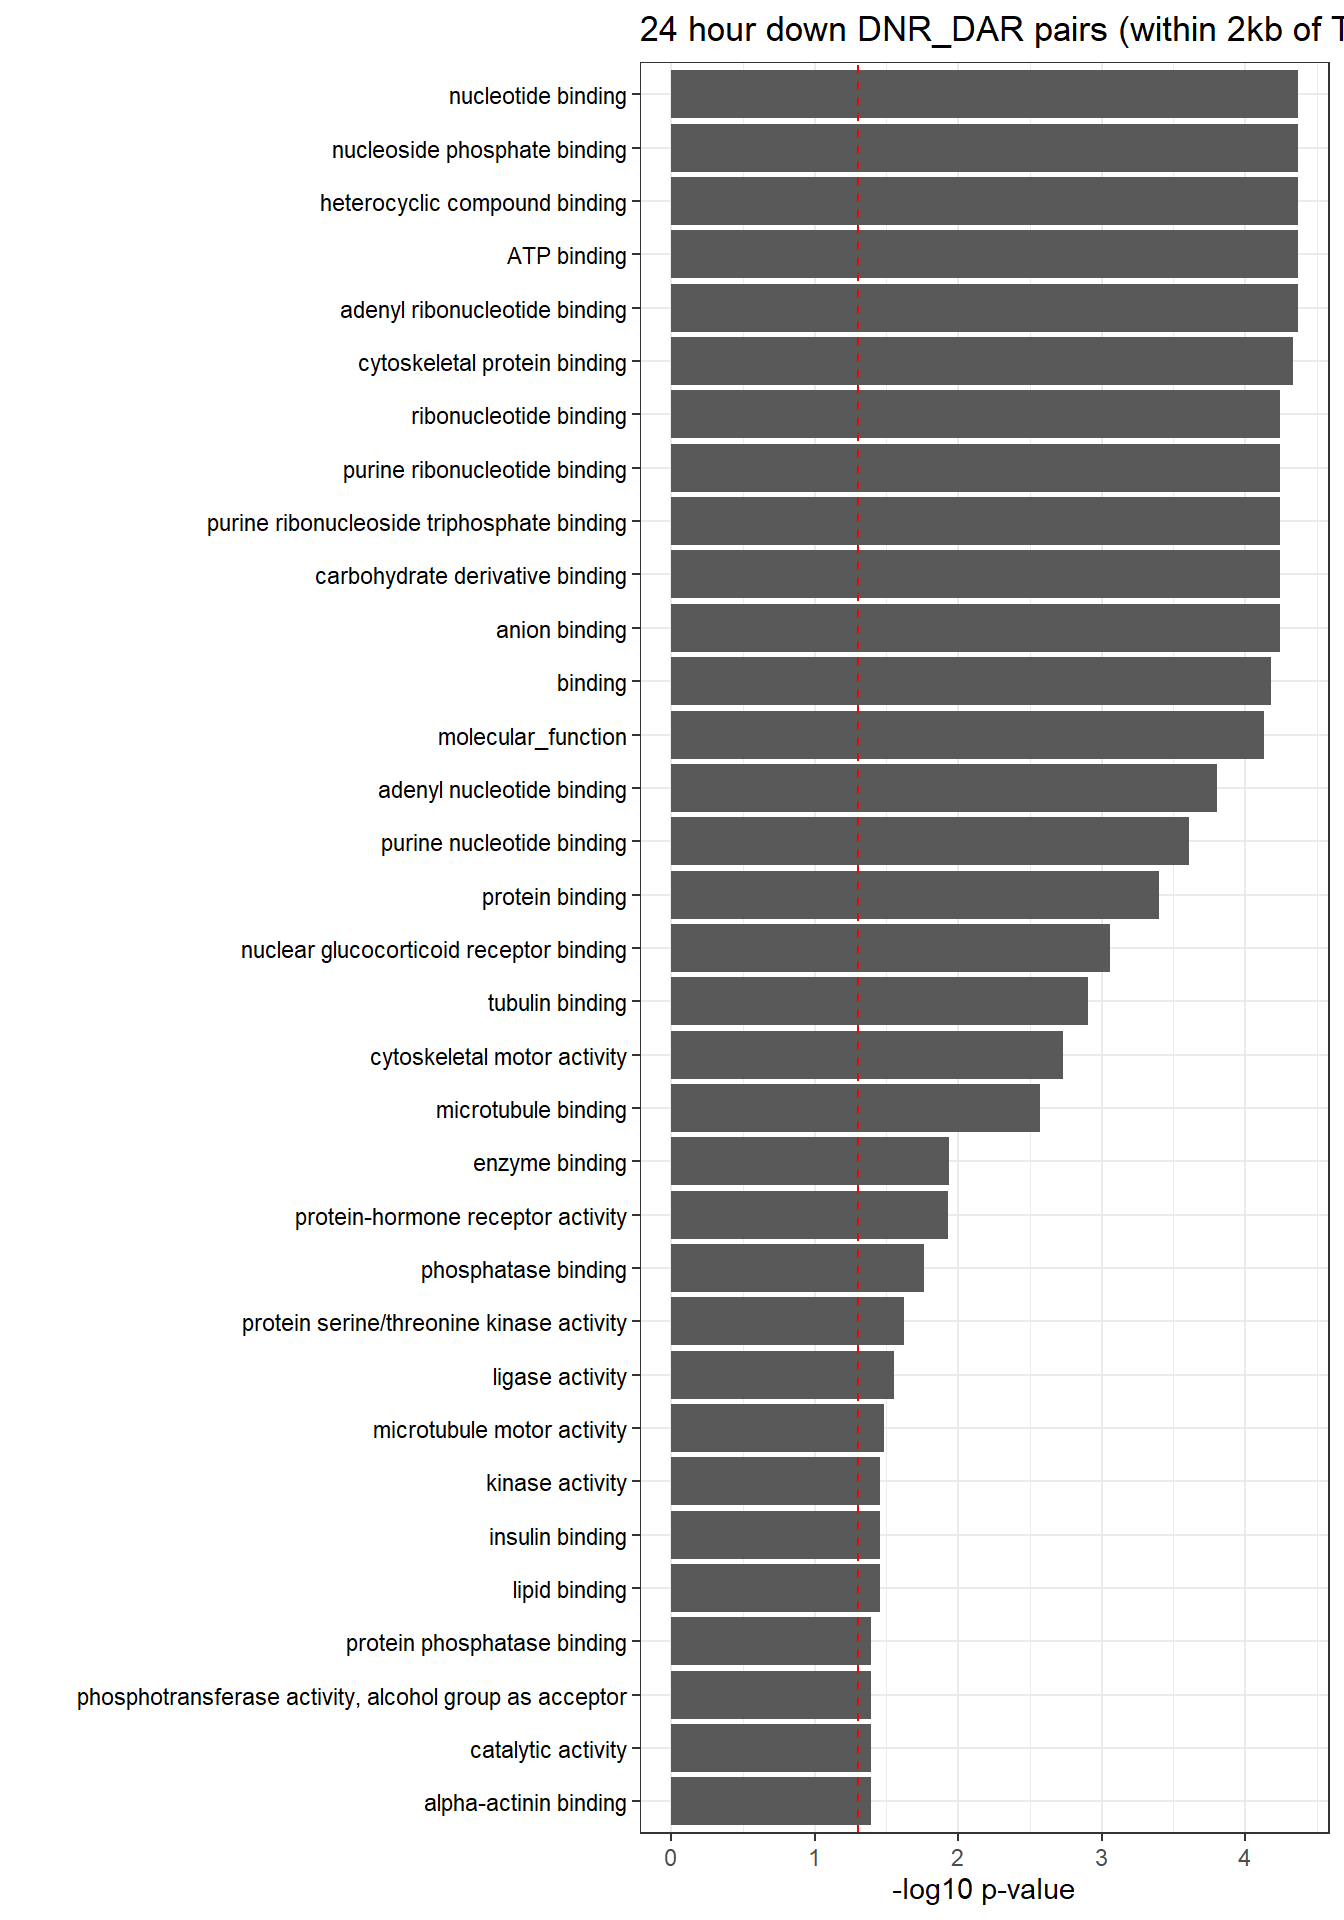 24 hour down DNR_DAR pairs (within 2kb of T
nucleotide binding
nucleoside phosphate binding
heterocyclic compound binding
ATP binding
adenyl ribonucleotide binding
cytoskeletal protein binding
ribonucleotide binding
purine ribonucleotide binding
purine ribonucleoside triphosphate binding
carbohydrate derivative binding
anion binding
binding
molecular_function
adenyl nucleotide binding
purine nucleotide binding
protein binding
nuclear glucocorticoid receptor binding
tubulin binding
cytoskeletal motor activity
microtubule binding
enzyme binding
protein-hormone receptor activity
phosphatase binding
protein serine/threonine kinase activity
ligase activity
microtubule motor activity
kinase activity
insulin binding
lipid binding
protein phosphatase binding
phosphotransferase activity, alcohol group as acceptor
catalytic activity
alpha-actinin binding
0 1 2 3 4
-log10 p-value